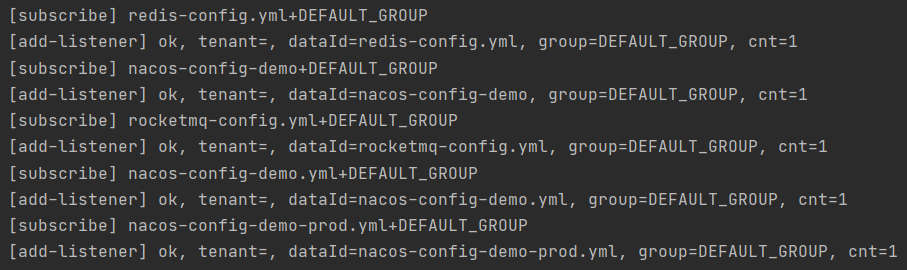 [subscribe] redis-config.yml+DEFAULT_GROUP
[add-listener] ok, tenant=, dataId=redis-config.yml, group=DEFAULT_GROUP, cnt=1
[subscribe] nacos-config-demo+DEFAULT_GROUP
[add-listener] ok, tenant=, dataId=nacos-config-demo, group=DEFAULT_GROUP, cnt=1
[subscribe] rocketmq-config.yml+DEFAULT_GROUP
[add-listener] ok, tenant=, dataId=rocketmq-config.yml, group=DEFAULT_GROUP, cnt=1
[subscribe] nacos-config-demo.yml+DEFAULT_GROUP
[add-listener] ok, tenant=, dataId=nacos-config-demo.yml, group=DEFAULT_GROUP, cnt=1
[subscribe] nacos-config-demo-prod.yml+DEFAULT_GROUP
[add-listener] ok, tenant=, dataId=nacos-config-demo-prod.yml, group=DEFAULT_GROUP, cnt=1